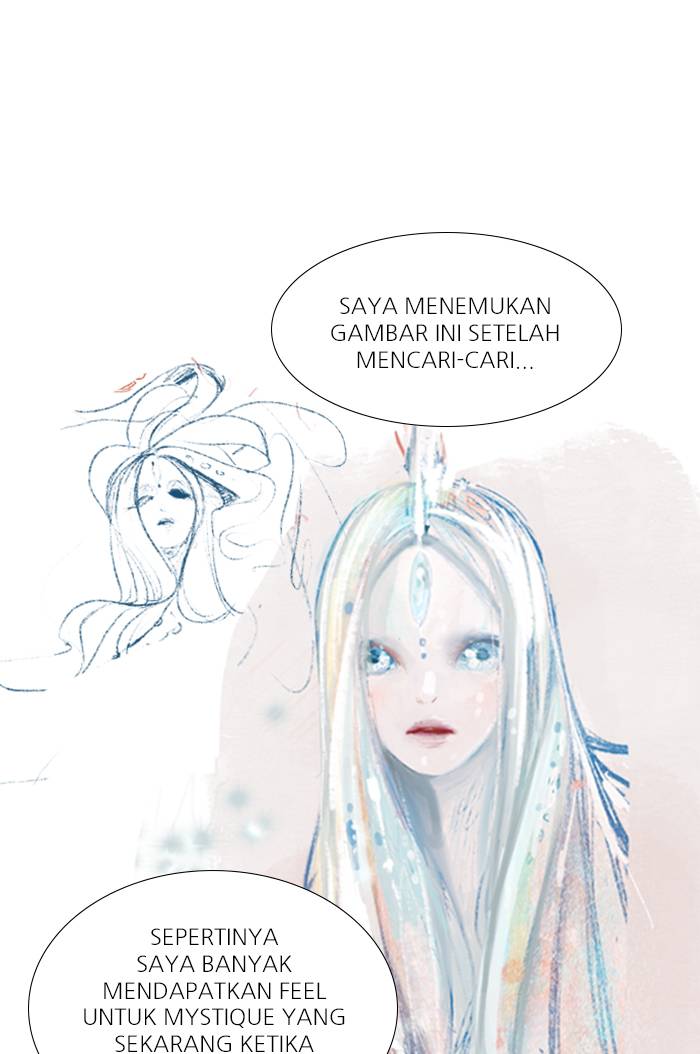 SAYA MENEMUKAN
GAMBAR INI SETELAH
MENCARI-CARI...
SEPERTINYA
SAYA BANYAK
MENDAPATKAN FEEL
UNTUK MYSTIQUE YANG
SEKARANG KETIKA